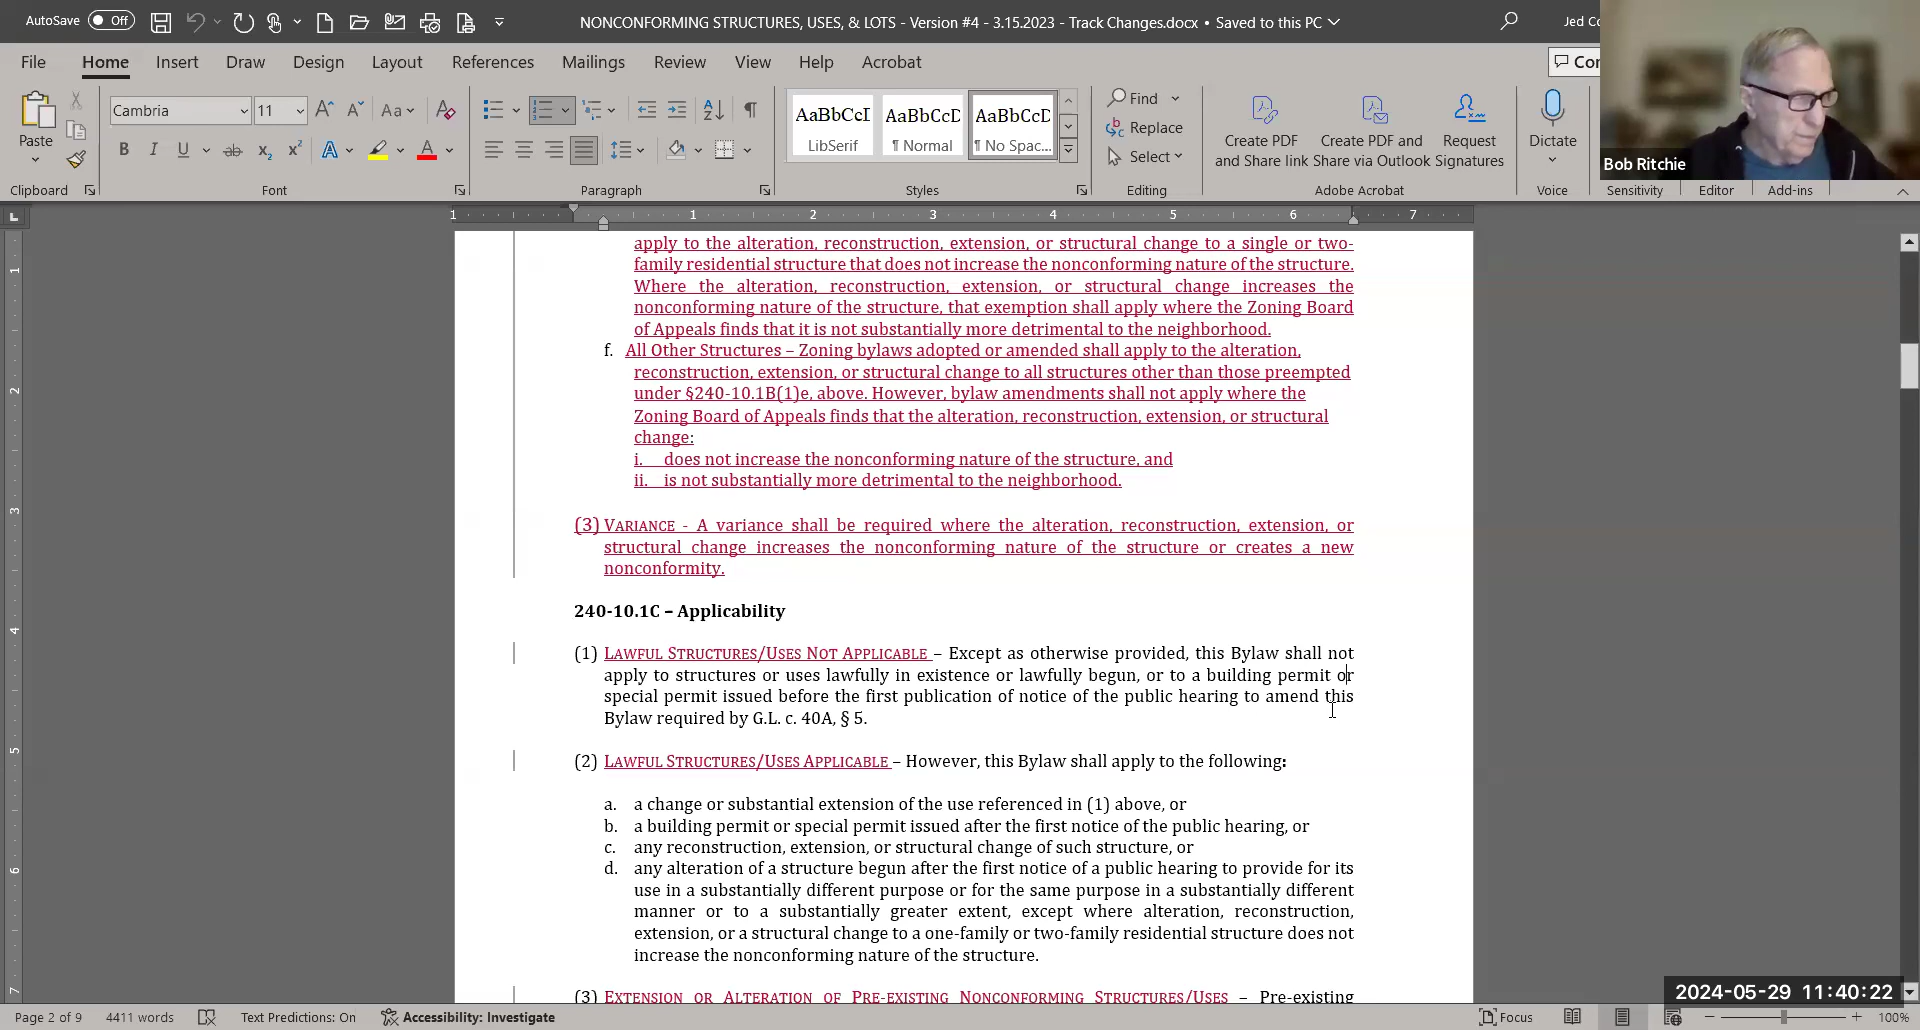 AutoSave Off
NONCONFORMING STRUCTURES, USES, & LOTS - Version #4 - 3.15.2023 - Track Changes.docx • Saved to this PC
Jed Co
File Home Insert Draw Design Layout References Mailings Review View Help Acrobat
Con
Cambria 11
Aa
Paste
AaBbCcI AaBbCcD AaBbCcD
LibSerif ¶ Normal ¶ No Spac...
Find
Replace
Select
Create PDF and Share link
Create PDF and Share via Outlook
Request Signatures
Dictate
Bob Ritchie
Clipboard Font Paragraph Styles Editing Adobe Acrobat Voice Sensitivity Editor Add-ins
1 1 2 3 4 5 6 7
apply to the alteration, reconstruction, extension, or structural change to a single or two-
family residential structure that does not increase the nonconforming nature of the structure.
Where the alteration, reconstruction, extension, or structural change increases the
nonconforming nature of the structure, that exemption shall apply where the Zoning Board
of Appeals finds that it is not substantially more detrimental to the neighborhood.
f. All Other Structures – Zoning bylaws adopted or amended shall apply to the alteration,
reconstruction, extension, or structural change to all structures other than those preempted
under §240-10.1B(1)e, above. However, bylaw amendments shall not apply where the
Zoning Board of Appeals finds that the alteration, reconstruction, extension, or structural
change:
i. does not increase the nonconforming nature of the structure, and
ii. is not substantially more detrimental to the neighborhood.
(3) VARIANCE - A variance shall be required where the alteration, reconstruction, extension, or
structural change increases the nonconforming nature of the structure or creates a new
nonconformity.
240-10.1C – Applicability
(1) LAWFUL STRUCTURES/USES NOT APPLICABLE – Except as otherwise provided, this Bylaw shall not
apply to structures or uses lawfully in existence or lawfully begun, or to a building permit or
special permit issued before the first publication of notice of the public hearing to amend this
Bylaw required by G.L. c. 40A, § 5.
(2) LAWFUL STRUCTURES/USES APPLICABLE – However, this Bylaw shall apply to the following:
a. a change or substantial extension of the use referenced in (1) above, or
b. a building permit or special permit issued after the first notice of the public hearing, or
c. any reconstruction, extension, or structural change of such structure, or
d. any alteration of a structure begun after the first notice of a public hearing to provide for its
use in a substantially different purpose or for the same purpose in a substantially different
manner or to a substantially greater extent, except where alteration, reconstruction,
extension, or a structural change to a one-family or two-family residential structure does not
increase the nonconforming nature of the structure.
(3) EXTENSION OR ALTERATION OF PRE-EXISTING NONCONFORMING STRUCTURES/USES – Pre-existing
2024-05-29 11:40:22
Page 2 of 9 4411 words Text Predictions: On Accessibility: Investigate Focus 100%